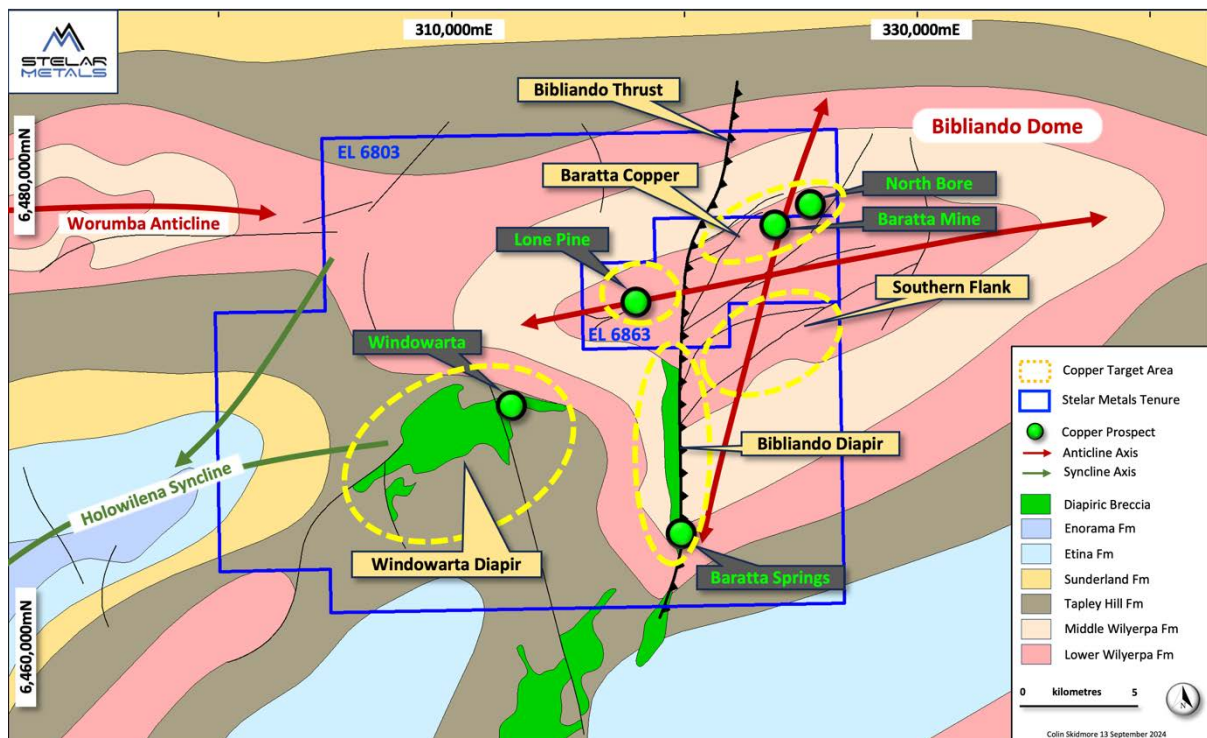 STELAR
METALS
310,000mE
330,000mE
Bibliando Thrust
Bibliando Dome
EL 6803
Baratta Copper
6,480,000mN
North Bore
Worumba Anticline
Baratta Mine
Lone Pine
Southern Flank
EL 6863
Windowarta
Bibliando Diapir
Holowilena Syncline
Windowarta Diapir
Baratta Springs
6,460,000mN
Copper Target Area
Stelar Metals Tenure
Copper Prospect
Anticline Axis
Syncline Axis
Diapiric Breccia
Enorama Fm
Etina Fm
Sunderland Fm
Tapley Hill Fm
Middle Wilyerpa Fm
Lower Wilyerpa Fm
0 kilometres 5
N
Colin Skidmore 13 September 2024